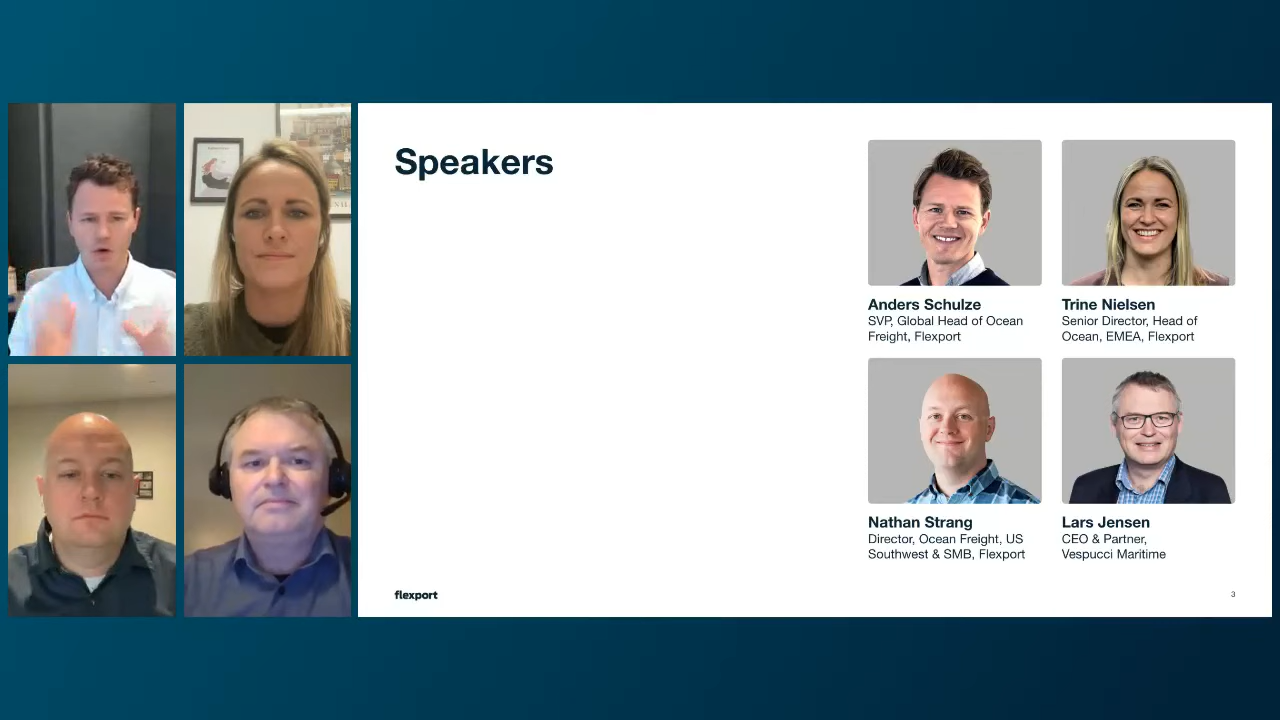 Speakers
Anders Schulze
SVP, Global Head of Ocean
Freight, Flexport
Trine Nielsen
Senior Director, Head of
Ocean, EMEA, Flexport
Nathan Strang
Director, Ocean Freight, US
Southwest & SMB, Flexport
Lars Jensen
CEO & Partner,
Vespucci Maritime
flexport
3